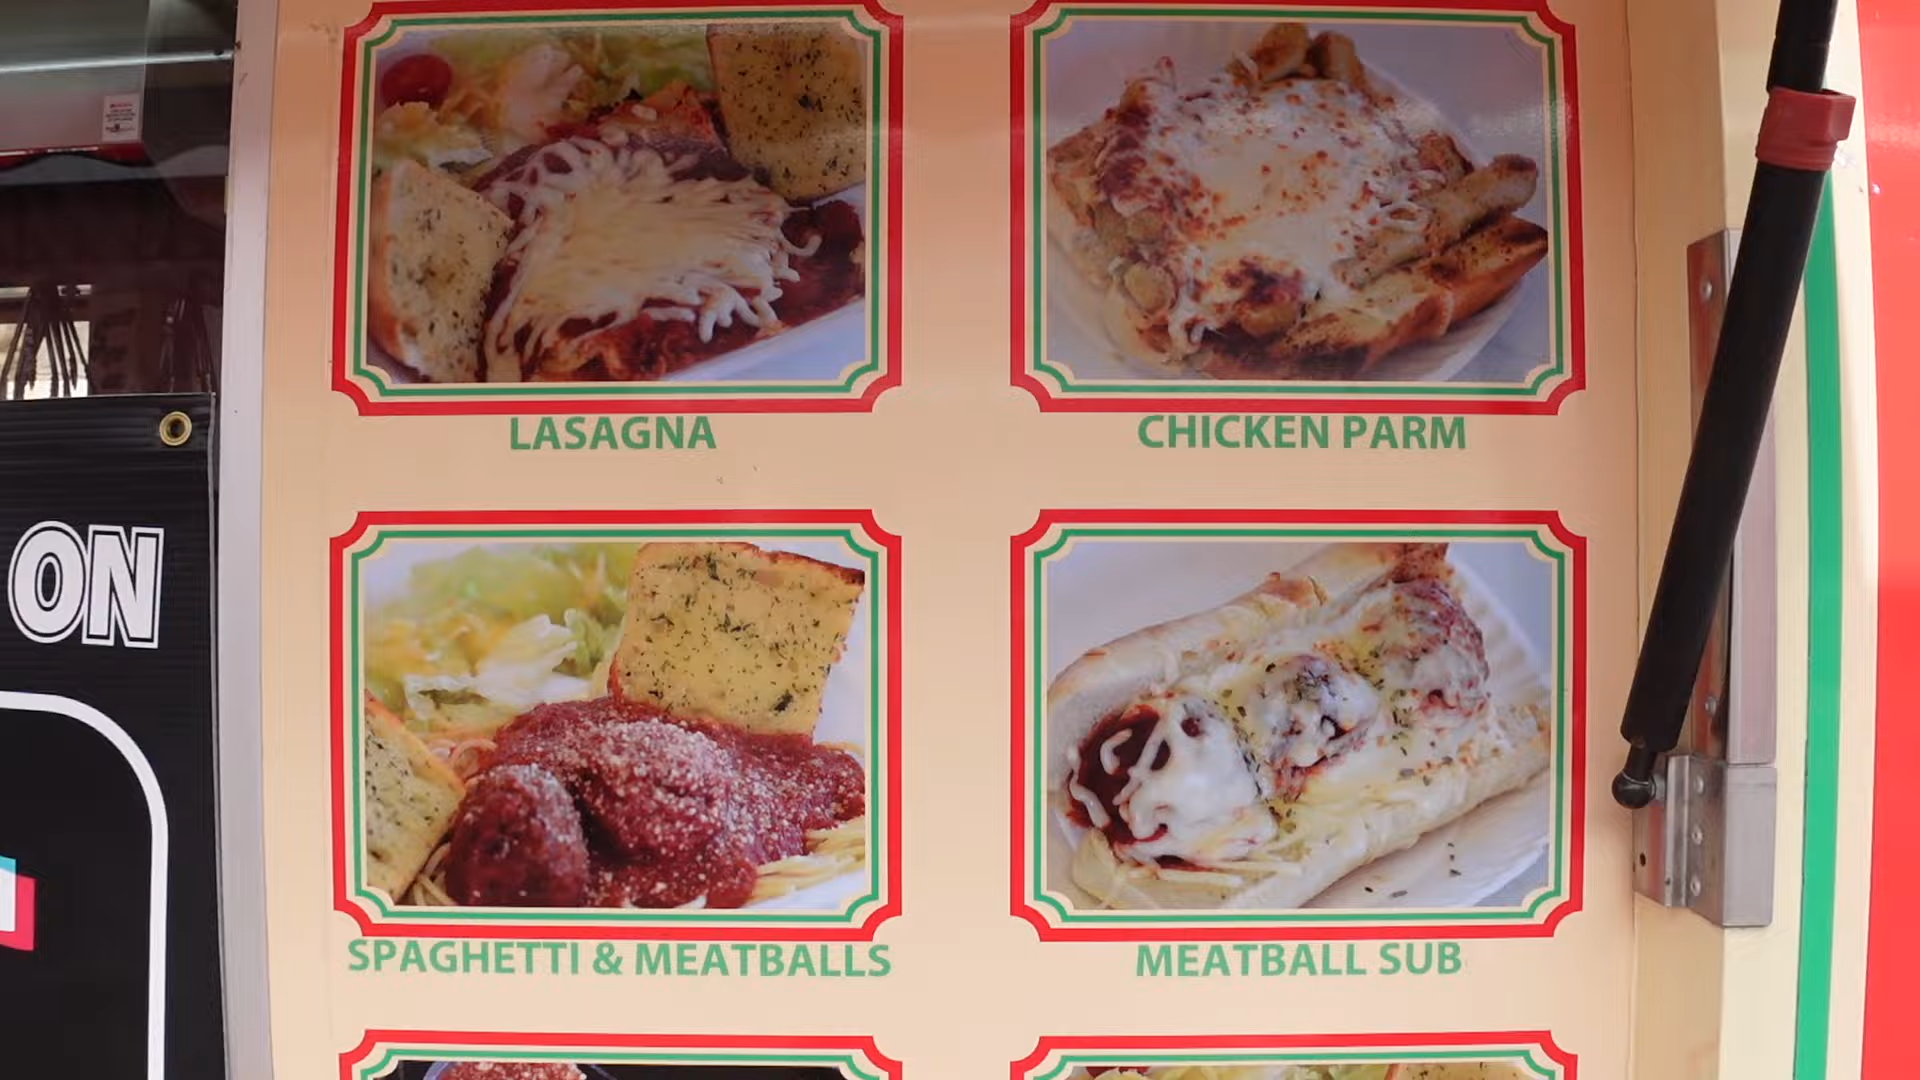 LASAGNA
CHICKEN PARM
ON
SPAGHETTI & MEATBALLS
MEATBALL SUB